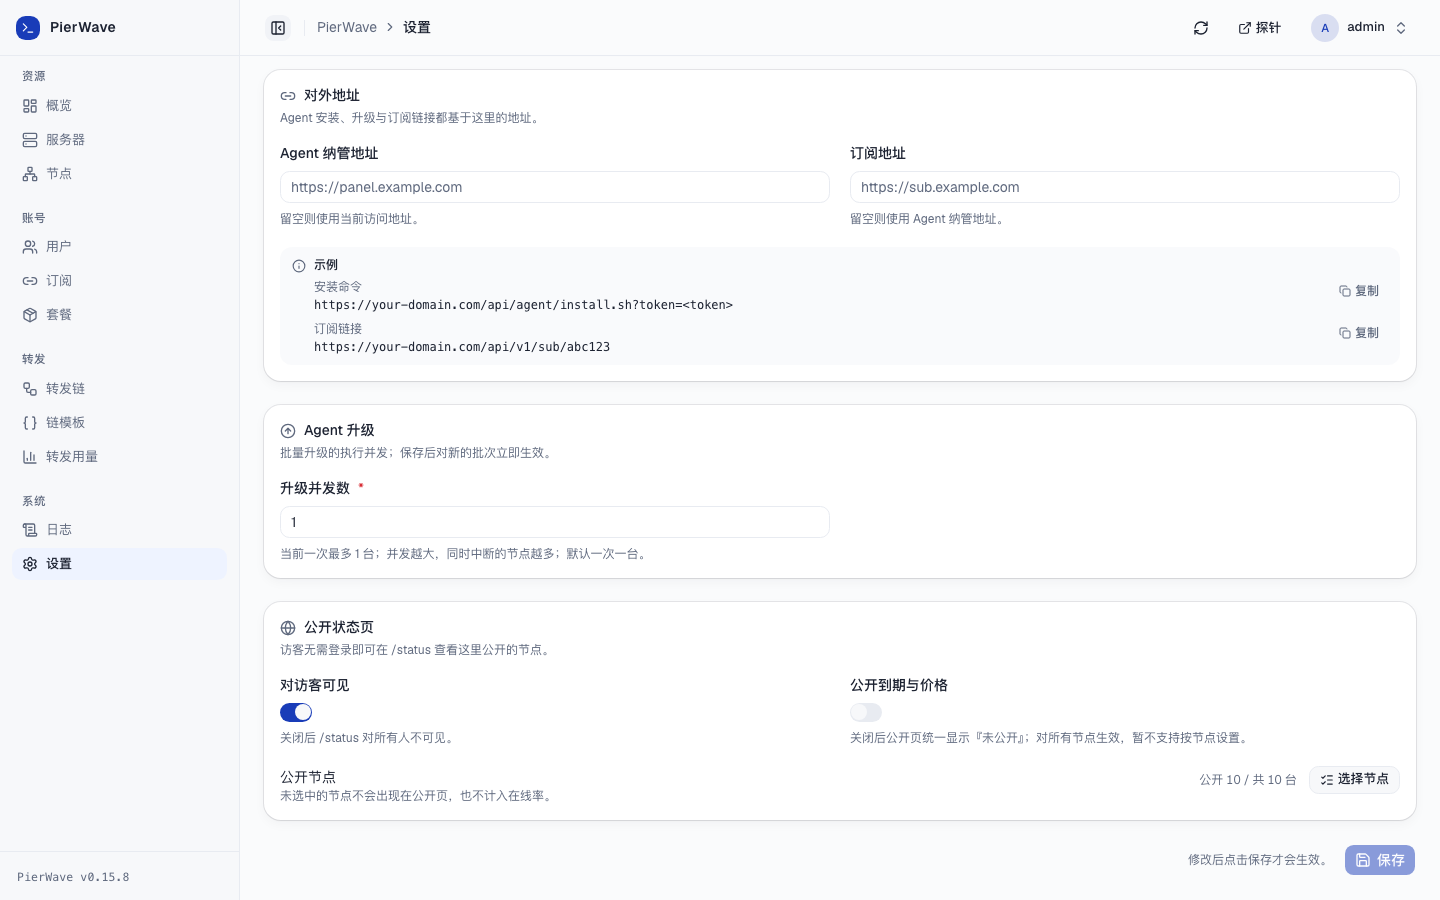 PierWave
PierWave > 设置
探针
A
admin
资源
概览
服务器
节点
账号
用户
订阅
套餐
转发
转发链
链模板
转发用量
系统
日志
设置
PierWave v0.15.8
对外地址
Agent 安装、升级与订阅链接都基于这里的地址。
Agent 纳管地址
https://panel.example.com
留空则使用当前访问地址。
订阅地址
https://sub.example.com
留空则使用 Agent 纳管地址。
示例
安装命令
https://your-domain.com/api/agent/install.sh?token=<token>
复制
订阅链接
https://your-domain.com/api/v1/sub/abc123
复制
Agent 升级
批量升级的执行并发；保存后对新的批次立即生效。
升级并发数 *
1
当前一次最多 1 台；并发越大，同时中断的节点越多；默认一次一台。
公开状态页
访客无需登录即可在 /status 查看这里公开的节点。
对访客可见
关闭后 /status 对所有人不可见。
公开到期与价格
关闭后公开页统一显示『未公开』；对所有节点生效，暂不支持按节点设置。
公开节点
未选中的节点不会出现在公开页，也不计入在线率。
公开 10 / 共 10 台
选择节点
修改后点击保存才会生效。
保存